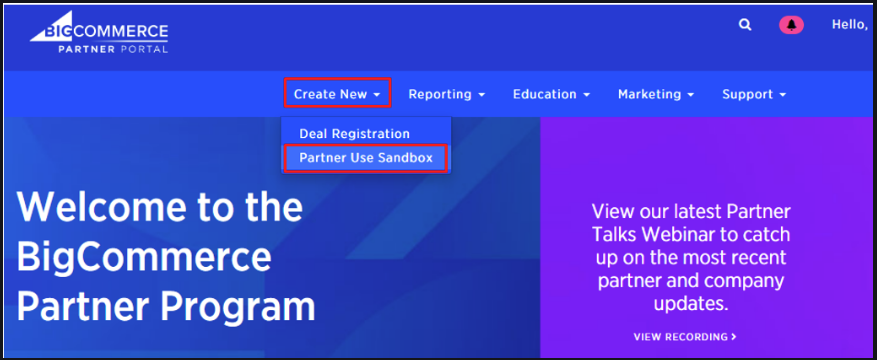 BIGCOMMERCE
PARTNER PORTAL
Hello,
Create New
Reporting
Education
Marketing
Support
Deal Registration
Partner Use Sandbox
Welcome to the
BigCommerce
Partner Program
View our latest Partner
Talks Webinar to catch
up on the most recent
partner and company
updates.
VIEW RECORDING >